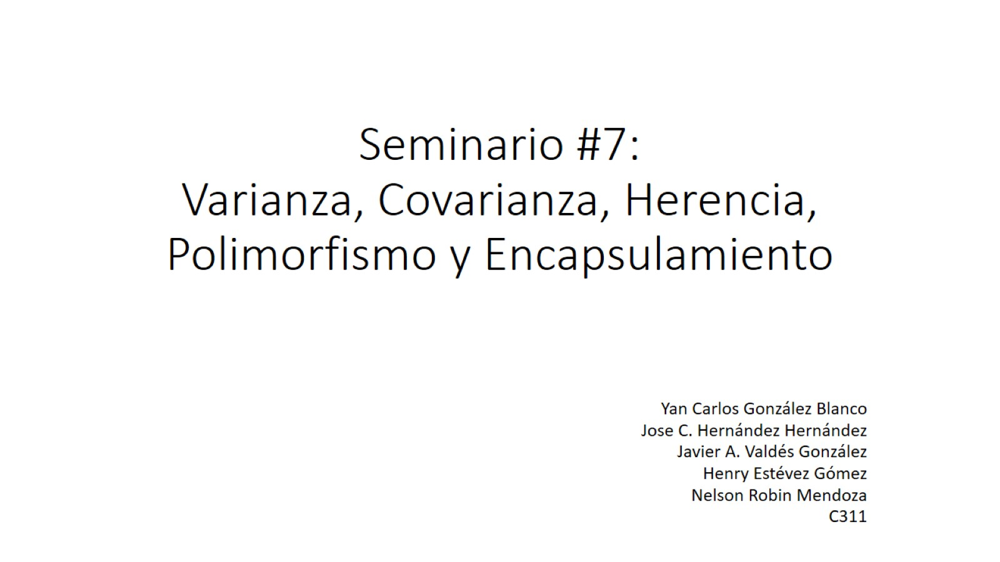 Seminario #7:
Varianza, Covarianza, Herencia,
Polimorfismo y Encapsulamiento
Yan Carlos González Blanco
Jose C. Hernández Hernández
Javier A. Valdés González
Henry Estévez Gómez
Nelson Robin Mendoza
C311